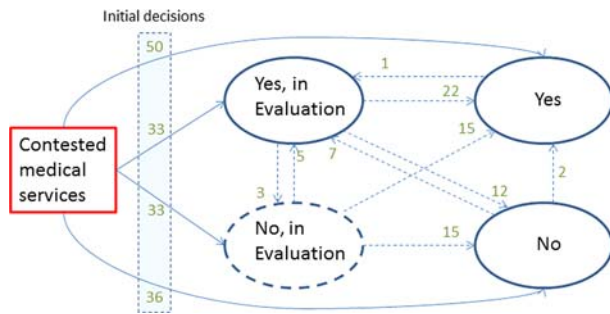 Initial decisions
50
1
Yes, in
Evaluation
22
Yes
33
15
Contested
medical
services
5
7
3
12
2
33
No, in
Evaluation
15
No
36